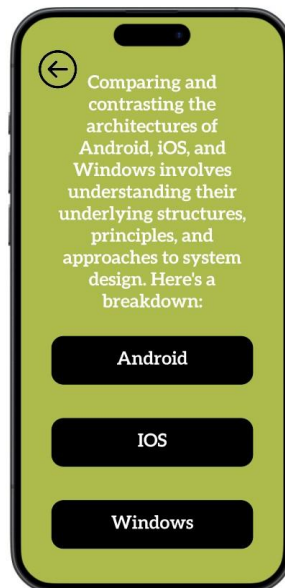 Comparing and
contrasting the
architectures of
Android, iOS, and
Windows involves
understanding their
underlying structures,
principles, and
approaches to system
design. Here's a
breakdown:
Android
IOS
Windows